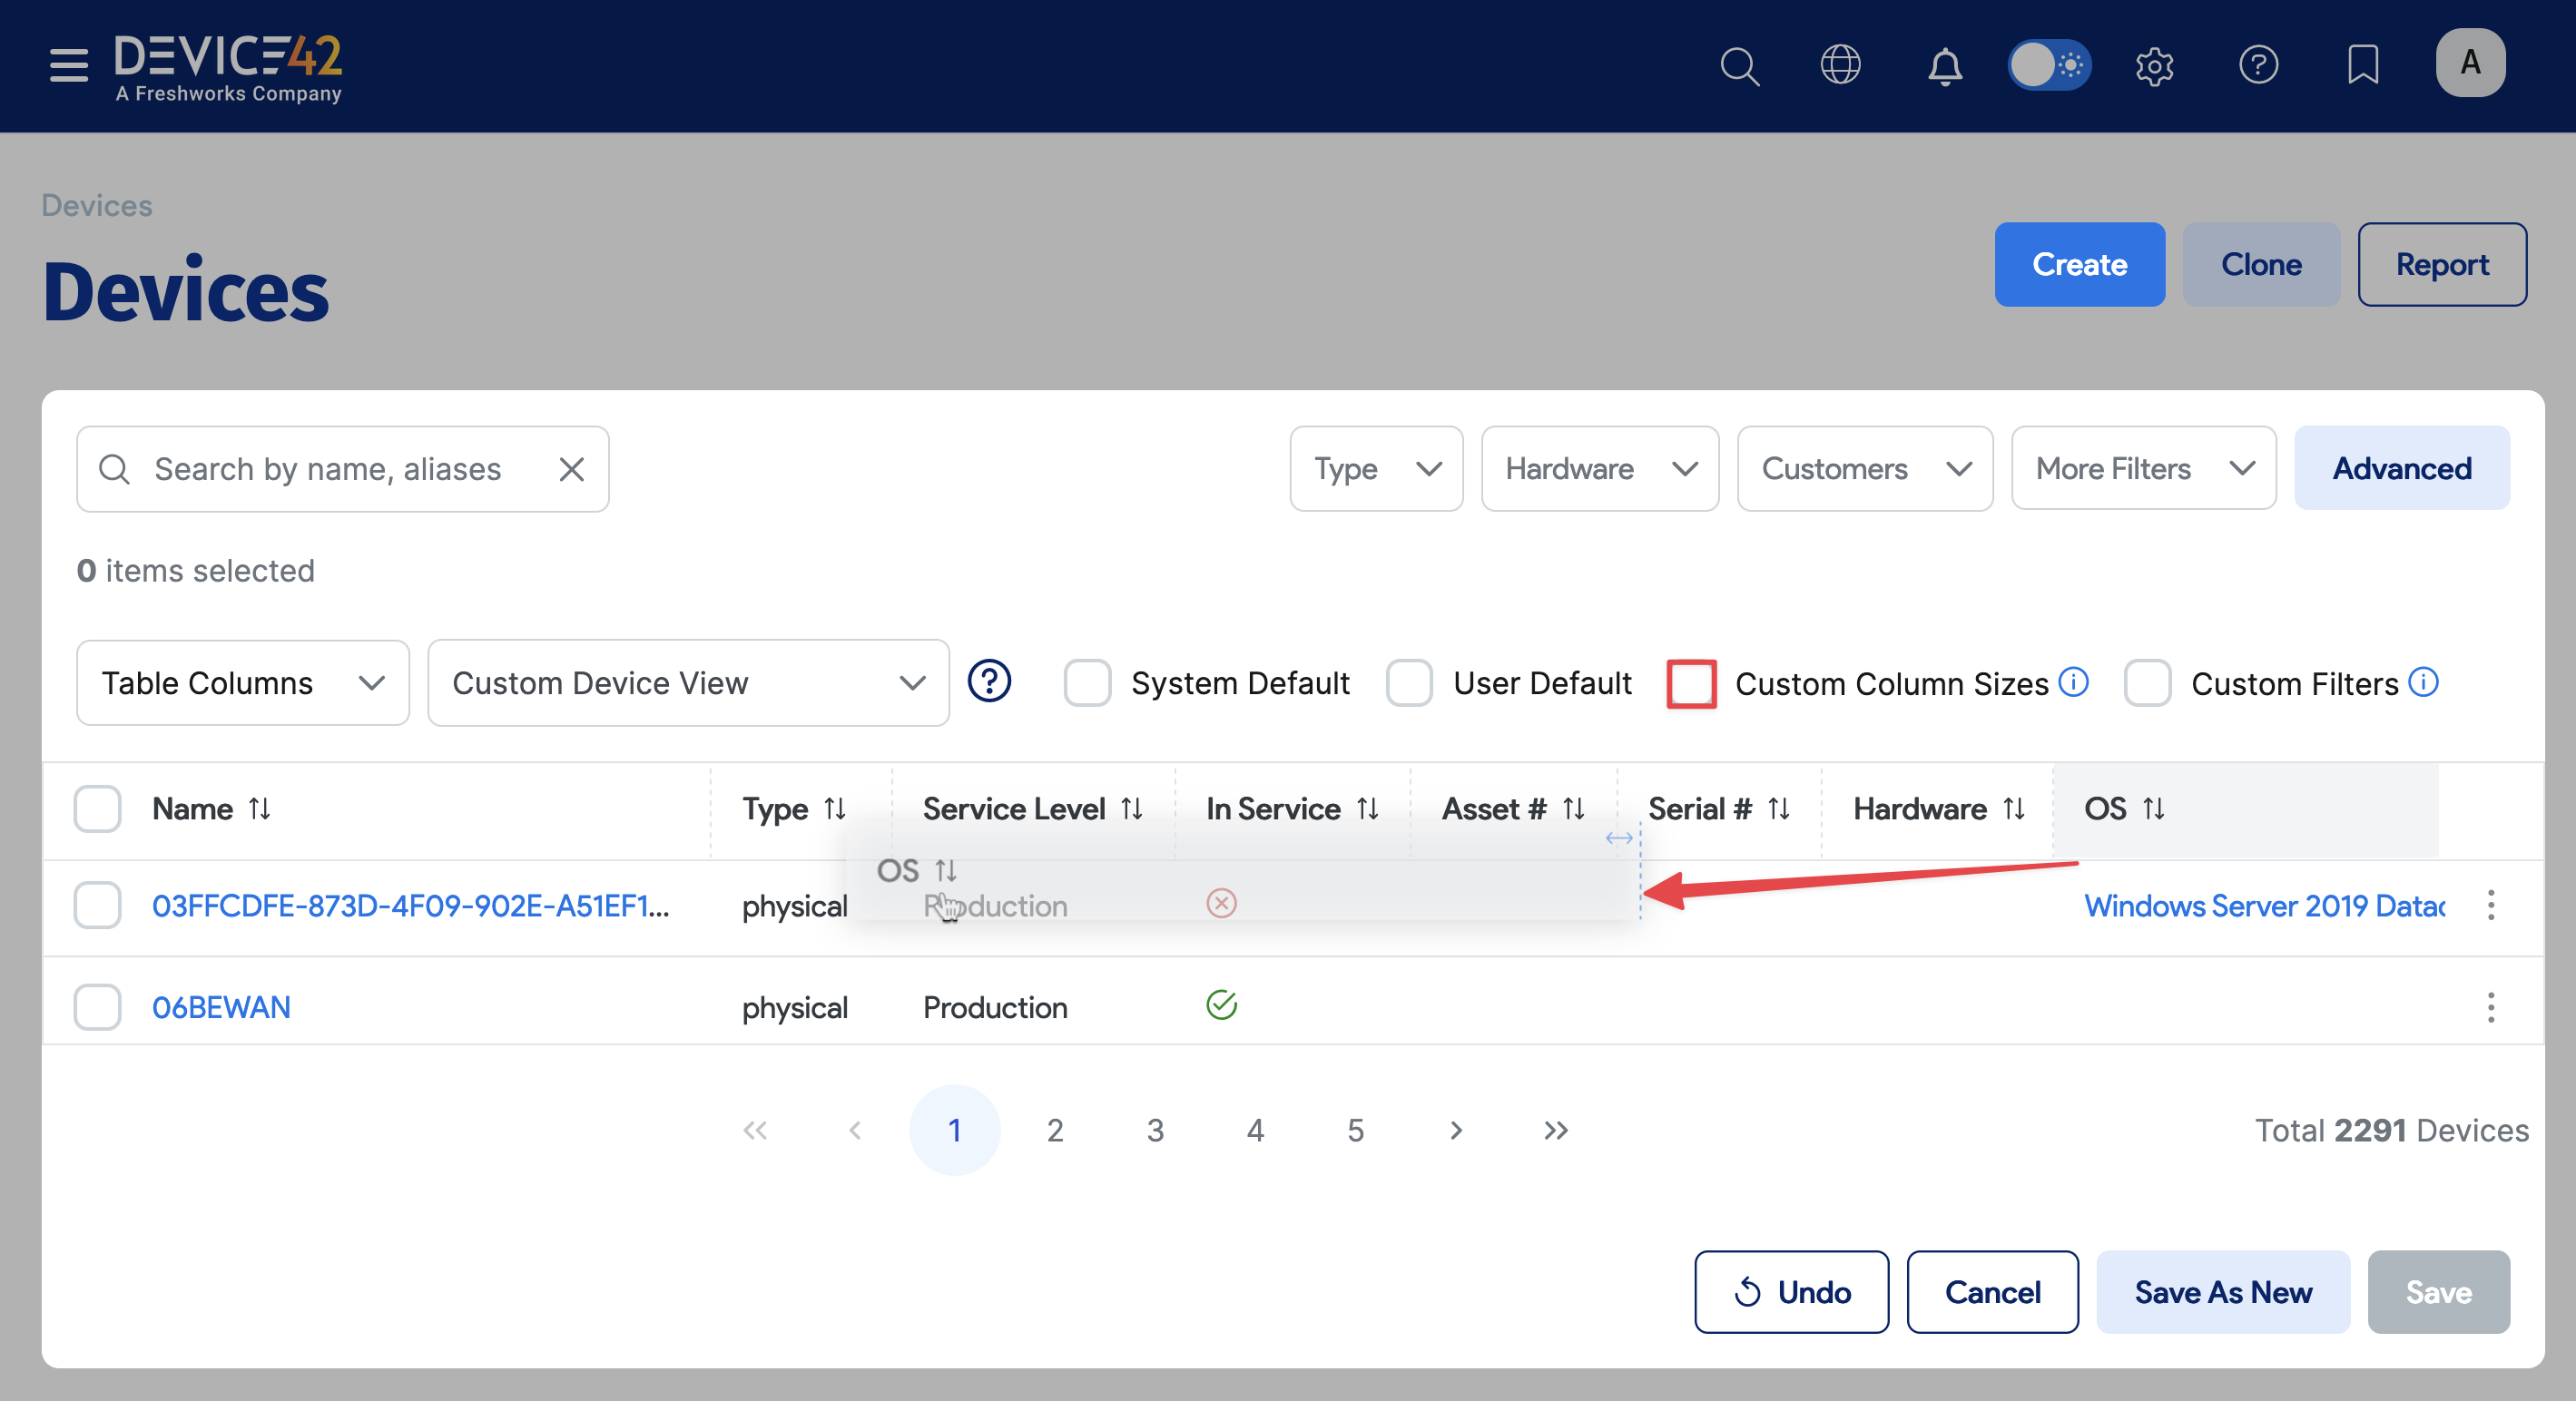 DEVICE42
A Freshworks Company
A
Devices
Devices
Create
Clone
Report
Search by name, aliases
Type
Hardware
Customers
More Filters
Advanced
0 items selected
Table Columns
Custom Device View
System Default
User Default
Custom Column Sizes
Custom Filters
Name
Type
Service Level
In Service
Asset #
Serial #
Hardware
OS
OS
03FFCDFE-873D-4F09-902E-A51EF1...
physical
Production
Windows Server 2019 Datac
06BEWAN
physical
Production
1
2
3
4
5
Total 2291 Devices
Undo
Cancel
Save As New
Save